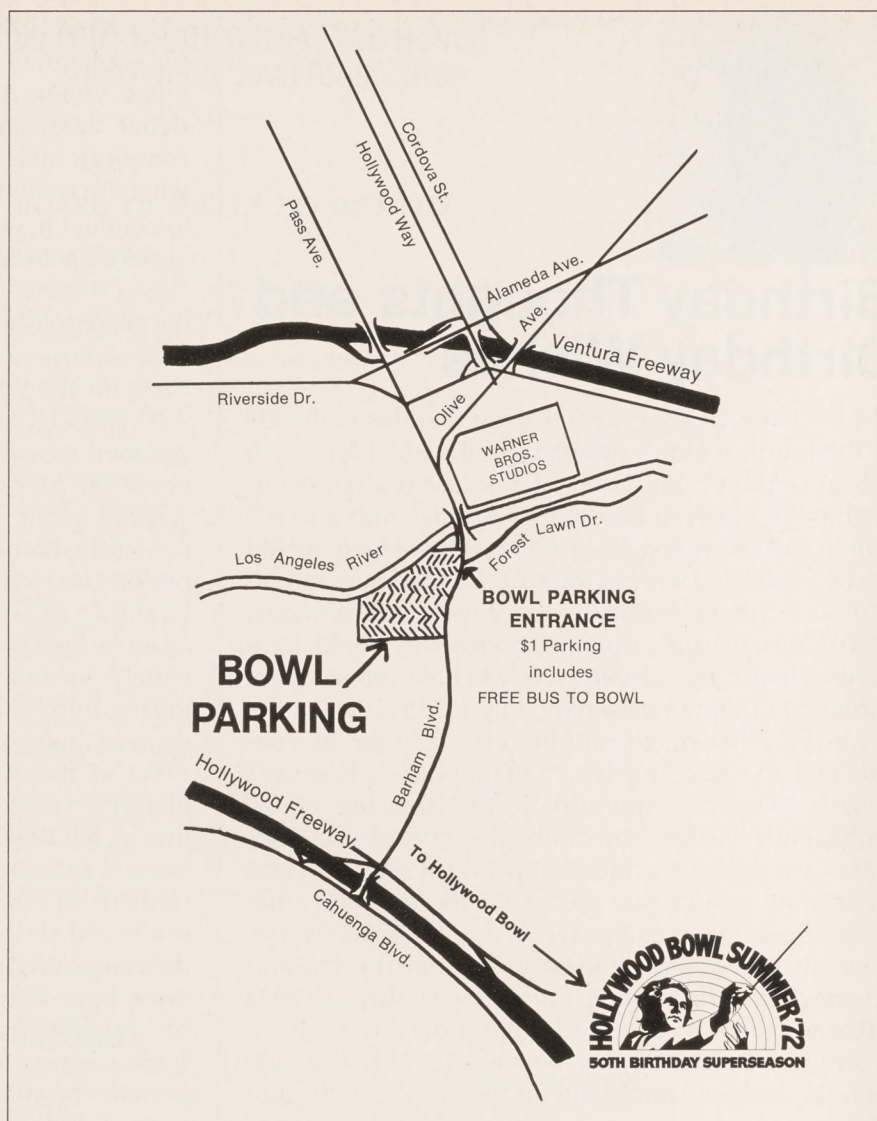 Cordova St.
Hollywood Way
Pass Ave.
Alameda Ave.
Ventura Freeway
Riverside Dr.
Olive Ave.
WARNER
BROS.
STUDIOS
Los Angeles River
Forest Lawn Dr.
BOWL PARKING
ENTRANCE
$1 Parking
includes
FREE BUS TO BOWL
BOWL
PARKING
Barham Blvd.
Hollywood Freeway
To Hollywood Bowl
Cahuenga Blvd.
HOLLYWOOD BOWL SUMMER '72
50TH BIRTHDAY SUPERSEASON